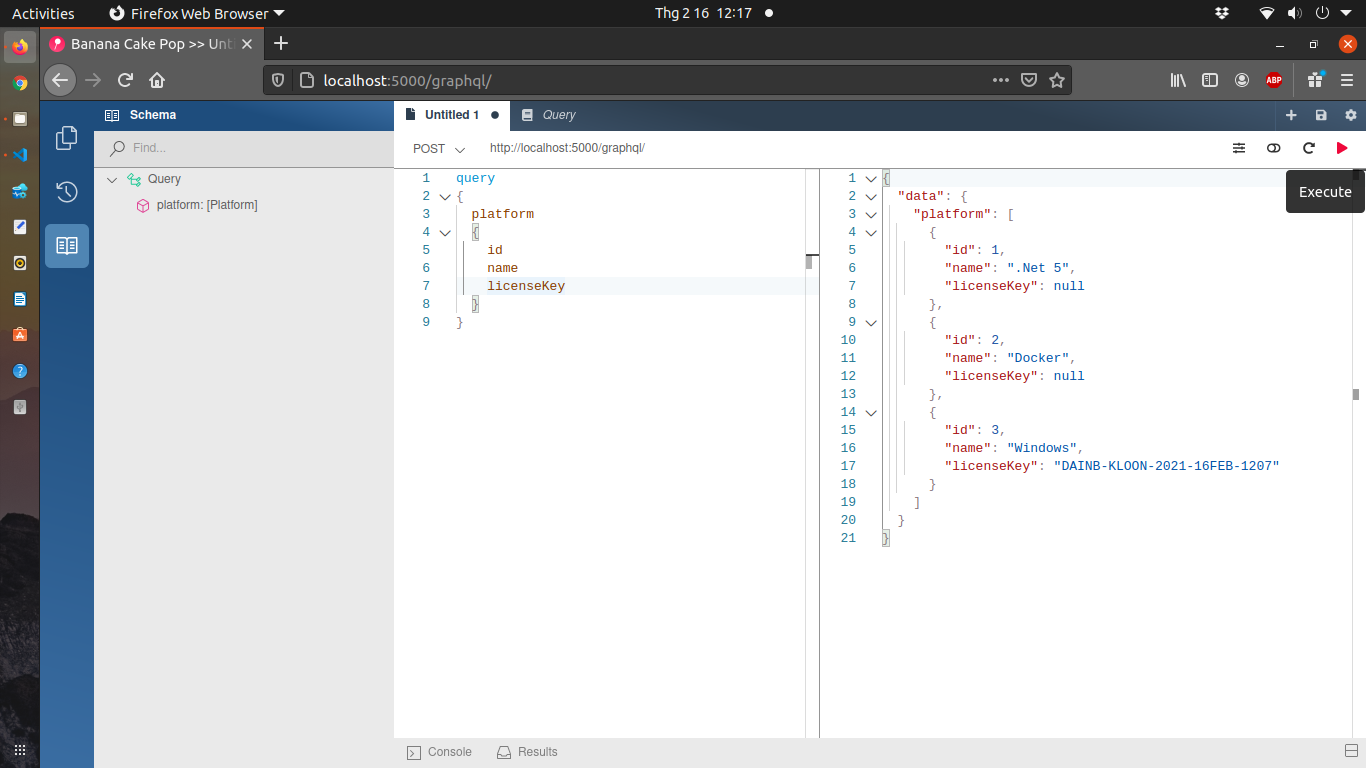 Activities
Firefox Web Browser
Thg 2 16 12:17
Banana Cake Pop >> Unt
localhost:5000/graphql/
ABP
Schema
Untitled 1
Query
Find...
POST
http://localhost:5000/graphql/
Query
platform: [Platform]
1 query
2 {
3 platform
4 {
5 id
6 name
7 licenseKey
8 }
9 }
1 {
2 "data": {
3 "platform": [
4 {
5 "id": 1,
6 "name": ".Net 5",
7 "licenseKey": null
8 },
9 {
10 "id": 2,
11 "name": "Docker",
12 "licenseKey": null
13 },
14 {
15 "id": 3,
16 "name": "Windows",
17 "licenseKey": "DAINB-KLOON-2021-16FEB-1207"
18 }
19 ]
20 }
21 }
Execute
Console
Results